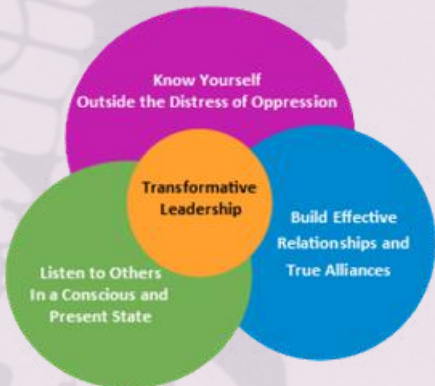 Know Yourself
Outside the Distress of Oppression
Transformative
Leadership
Build Effective
Relationships and
True Alliances
Listen to Others
In a Conscious and
Present State